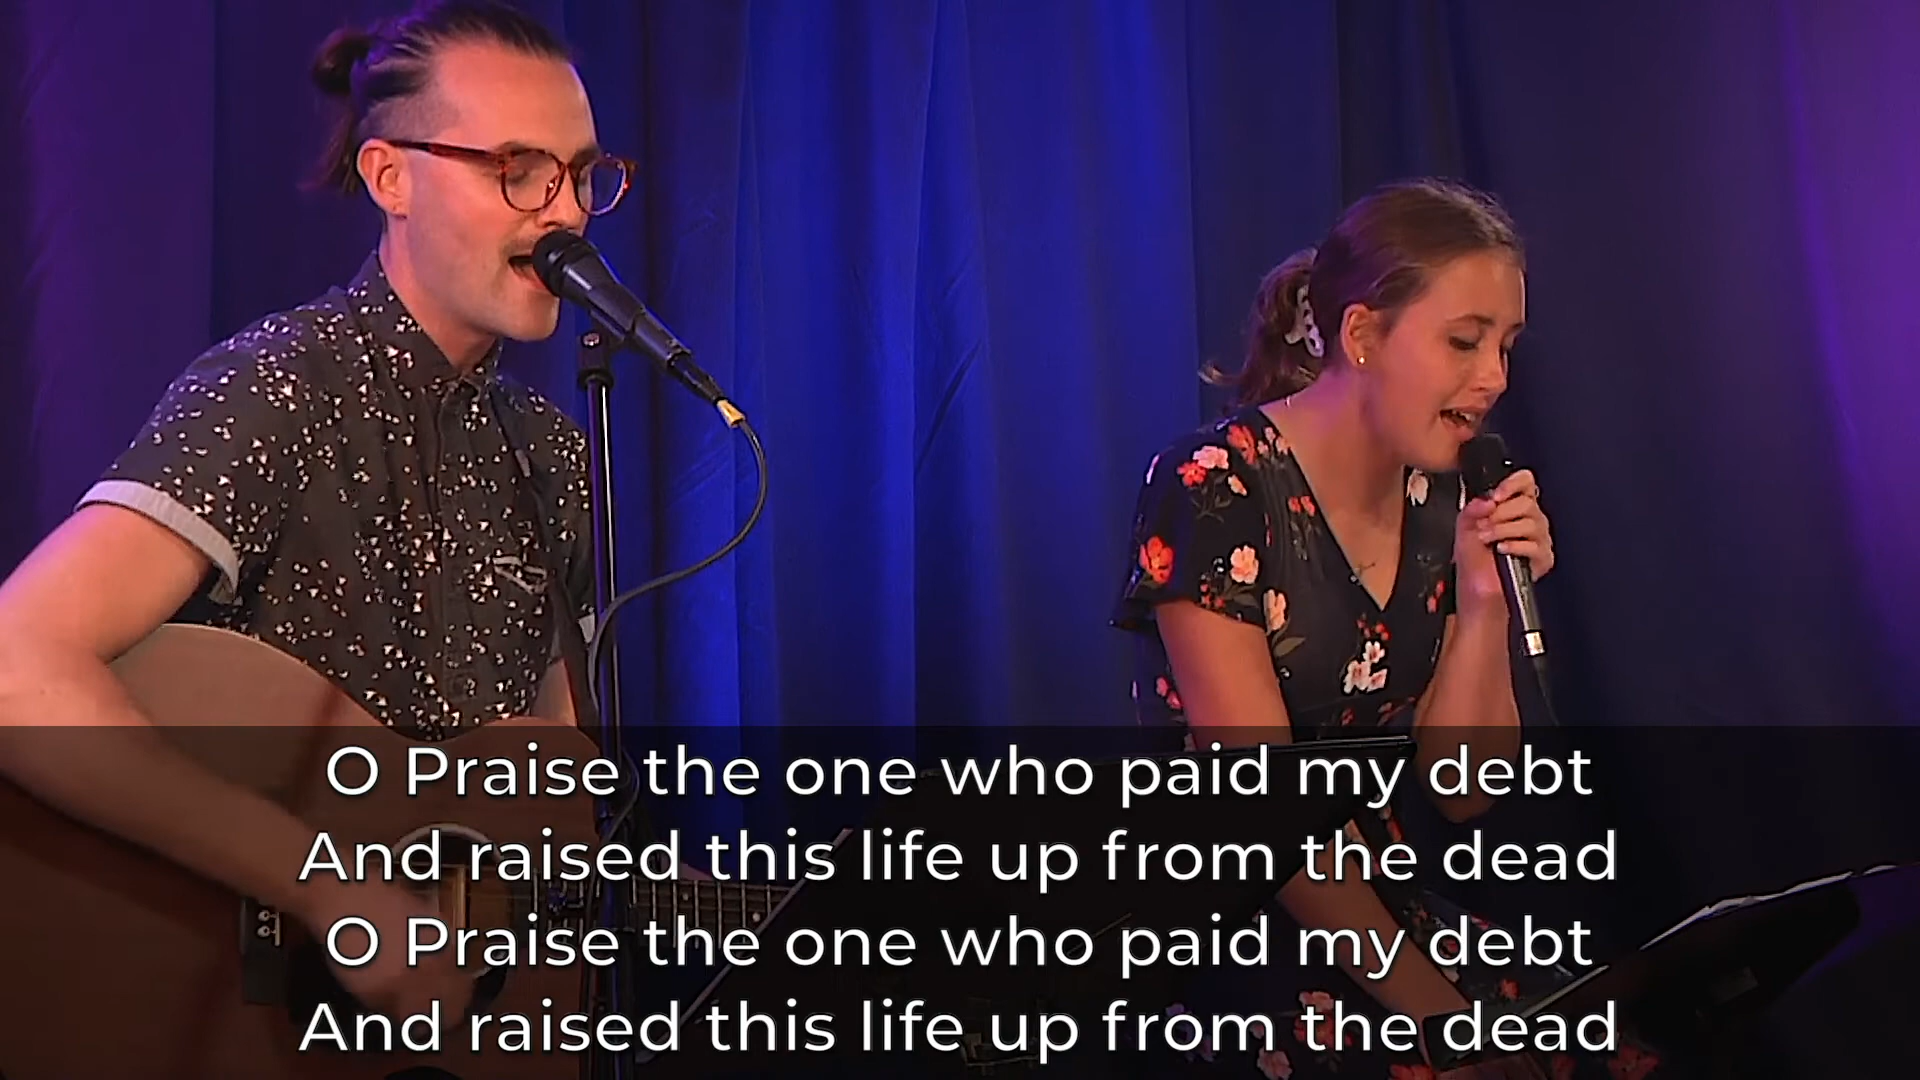 O Praise the one who paid my debt
And raised this life up from the dead
O Praise the one who paid my debt
And raised this life up from the dead